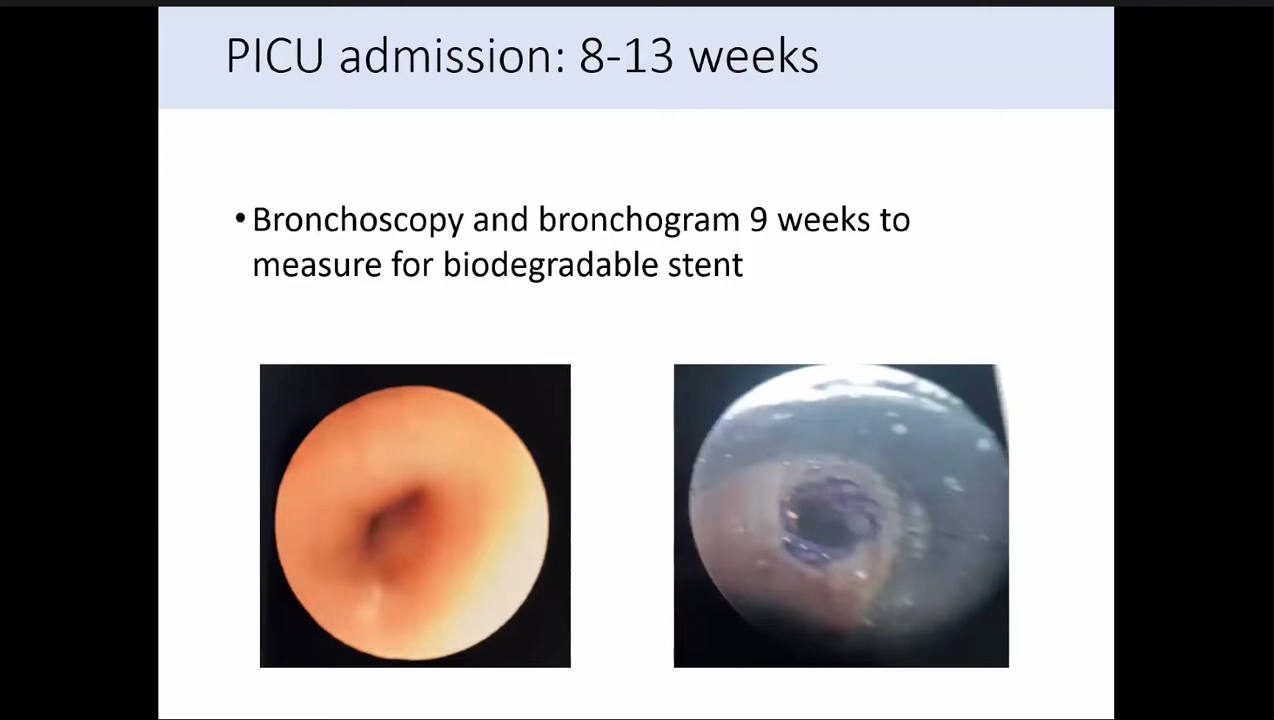 PICU admission: 8-13 weeks
• Bronchoscopy and bronchogram 9 weeks to
measure for biodegradable stent